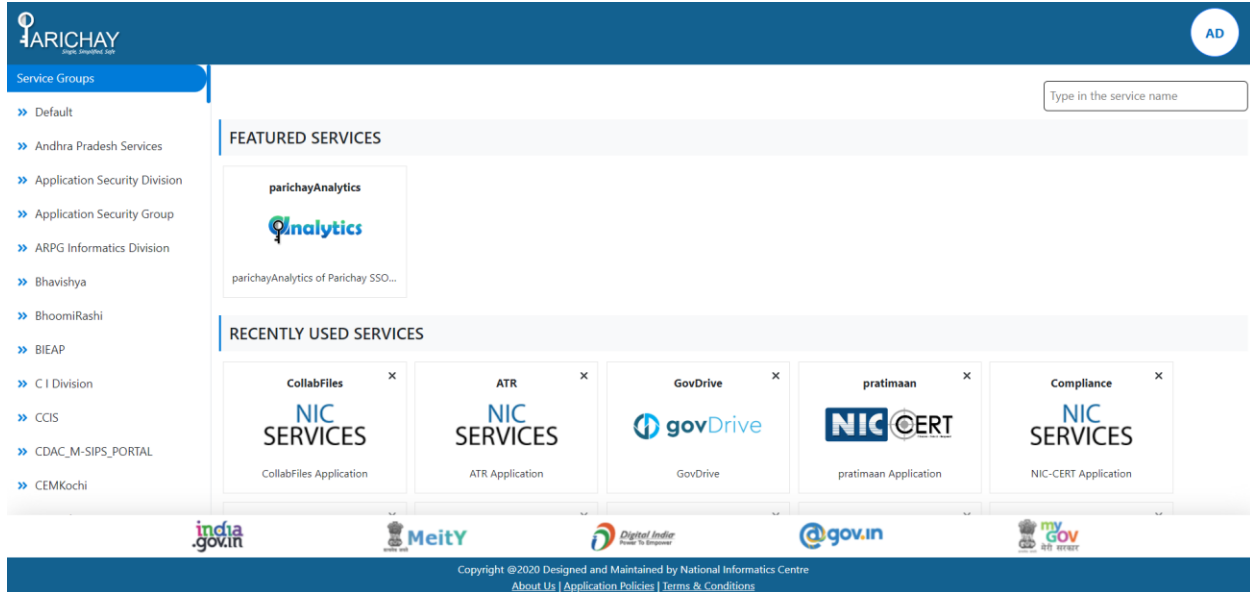 PARICHAY
Single, Simplified, Safe
AD
Service Groups
Type in the service name
Default
Andhra Pradesh Services
Application Security Division
Application Security Group
ARPG Informatics Division
Bhavishya
BhoomiRashi
BIEAP
C I Division
CCIS
CDAC_M-SIPS_PORTAL
CEMKochi
FEATURED SERVICES
parichayAnalytics
analytics
parichayAnalytics of Parichay SSO...
RECENTLY USED SERVICES
CollabFiles
NIC
SERVICES
CollabFiles Application
ATR
NIC
SERVICES
ATR Application
GovDrive
govDrive
GovDrive
pratimaan
NIC CERT
pratimaan Application
Compliance
NIC
SERVICES
NIC-CERT Application
india
.gov.in
MeitY
Digital India
Power To Empower
@gov.in
my
GOV
मेरी सरकार
Copyright @2020 Designed and Maintained by National Informatics Centre
About Us | Application Policies | Terms & Conditions